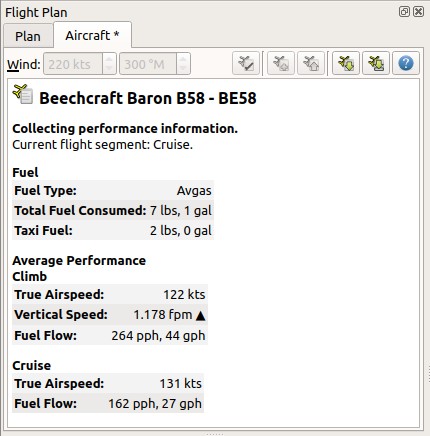 Flight Plan
Plan
Aircraft *
Wind: 220 kts 300 °M
Beechcraft Baron B58 - BE58
Collecting performance information.
Current flight segment: Cruise.
Fuel
Fuel Type: Avgas
Total Fuel Consumed: 7 lbs, 1 gal
Taxi Fuel: 2 lbs, 0 gal
Average Performance
Climb
True Airspeed: 122 kts
Vertical Speed: 1.178 fpm ▲
Fuel Flow: 264 pph, 44 gph
Cruise
True Airspeed: 131 kts
Fuel Flow: 162 pph, 27 gph